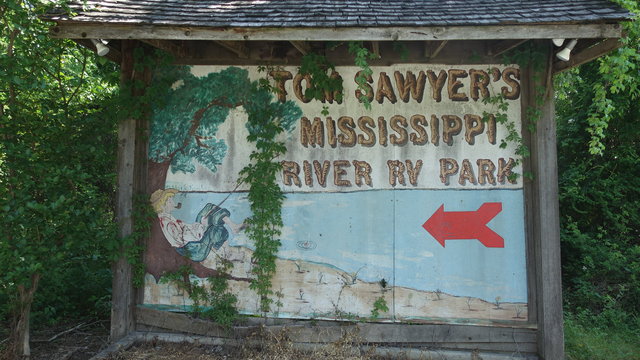 TOM SAWYER'S
MISSISSIPPI
RIVER RV PARK